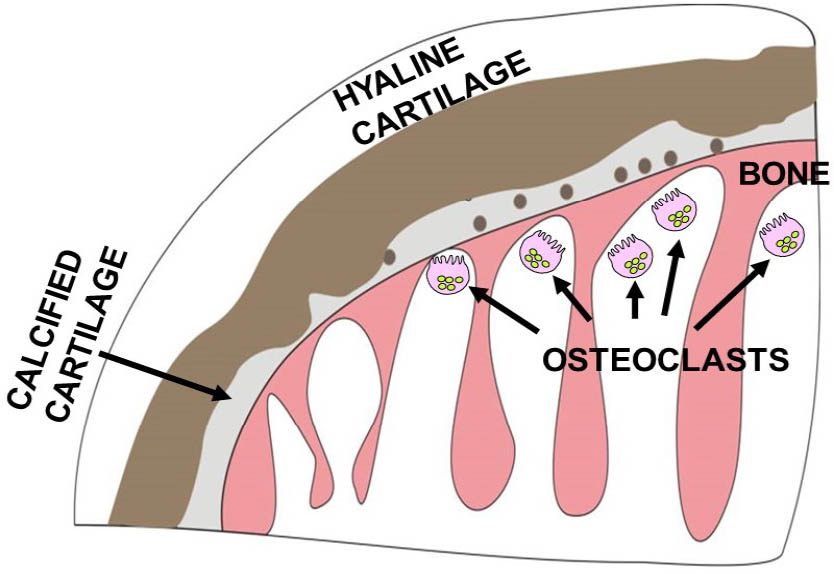 HYALINE
CARTILAGE
BONE
CALCIFIED
CARTILAGE
OSTEOCLASTS